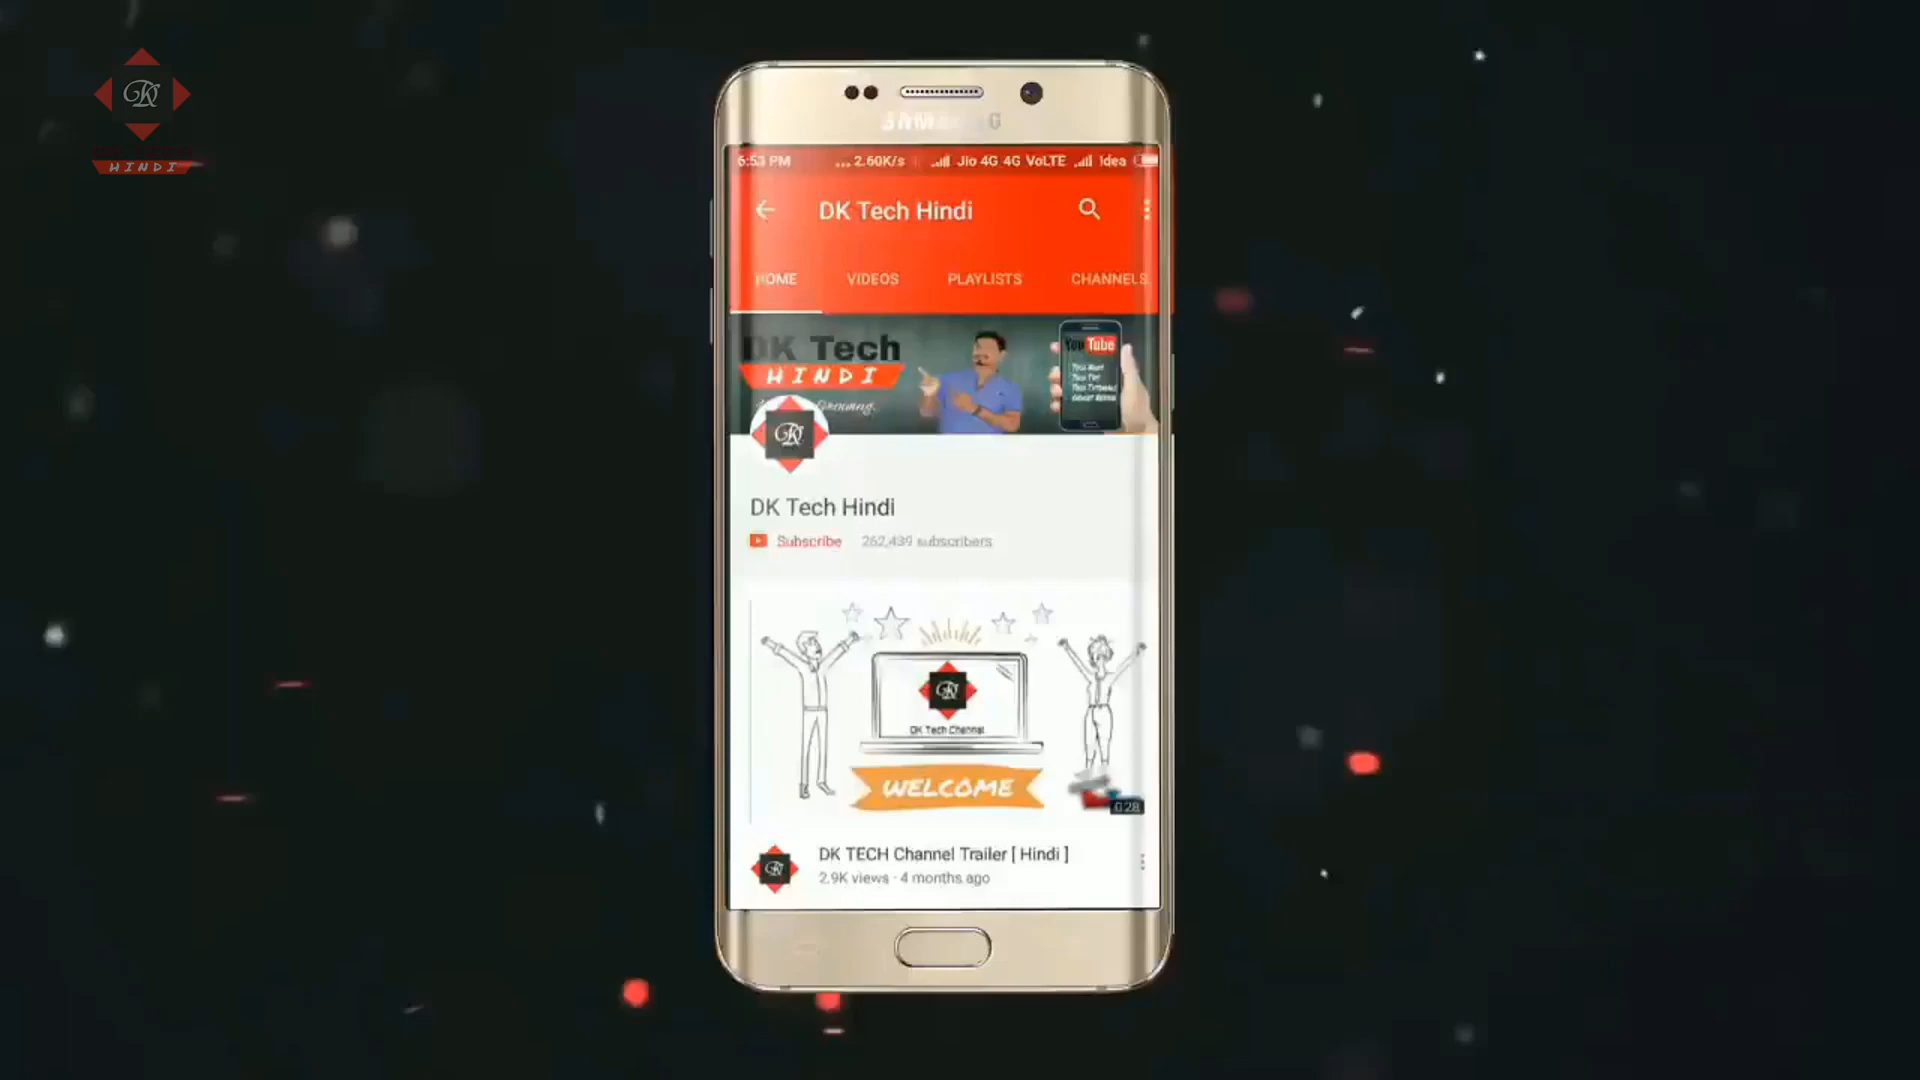 HINDI
SAMSUNG
6:53 PM ... 2.60K/s Jio 4G 4G VoLTE Idea
DK Tech Hindi
HOME VIDEOS PLAYLISTS CHANNELS
DK Tech
HINDI
YouTube
DK Tech Hindi
Subscribe 262,439 subscribers
DK Tech Channel
WELCOME
0:28
DK TECH Channel Trailer [ Hindi ]
2.9K views · 4 months ago